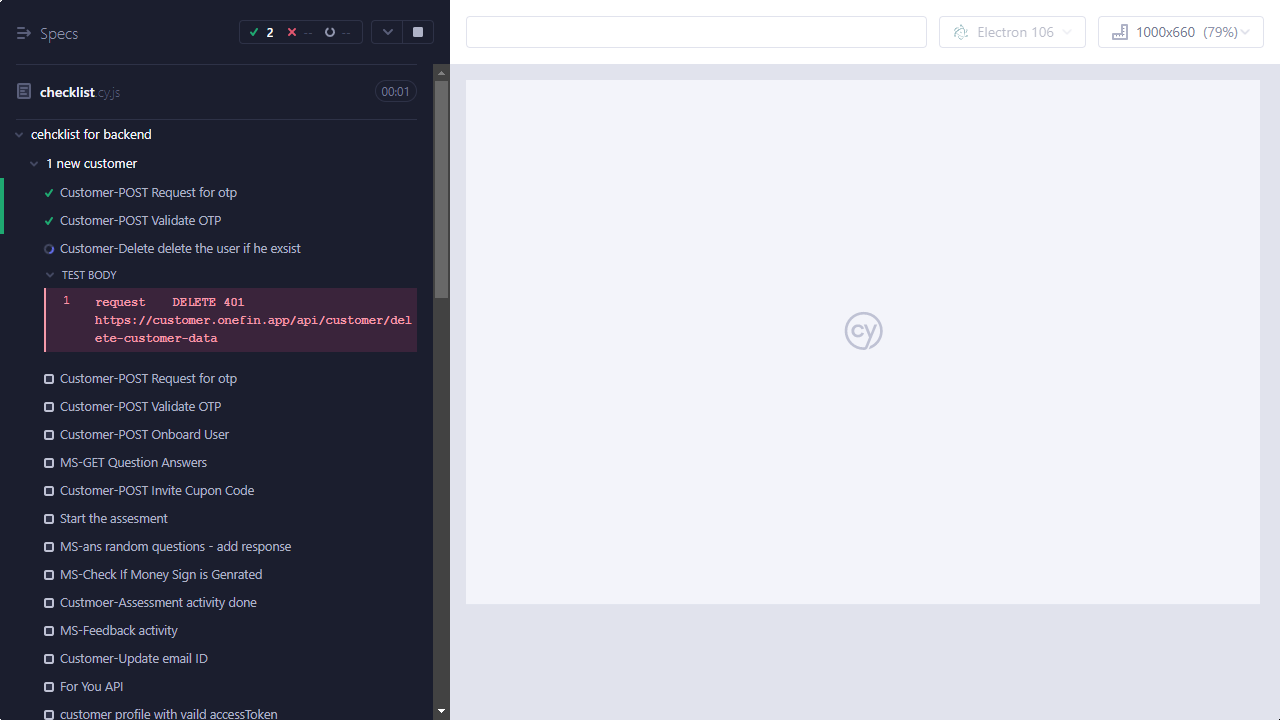 Specs
2 -- --
checklist cy.js
00:01
cehcklist for backend
1 new customer
Customer-POST Request for otp
Customer-POST Validate OTP
Customer-Delete delete the user if he exsist
TEST BODY
1 request DELETE 401
https://customer.onefin.app/api/customer/del
ete-customer-data
Customer-POST Request for otp
Customer-POST Validate OTP
Customer-POST Onboard User
MS-GET Question Answers
Customer-POST Invite Cupon Code
Start the assesment
MS-ans random questions - add response
MS-Check If Money Sign is Genrated
Custmoer-Assessment activity done
MS-Feedback activity
Customer-Update email ID
For You API
customer profile with vaild accessToken
Electron 106
1000x660 (79%)
cy